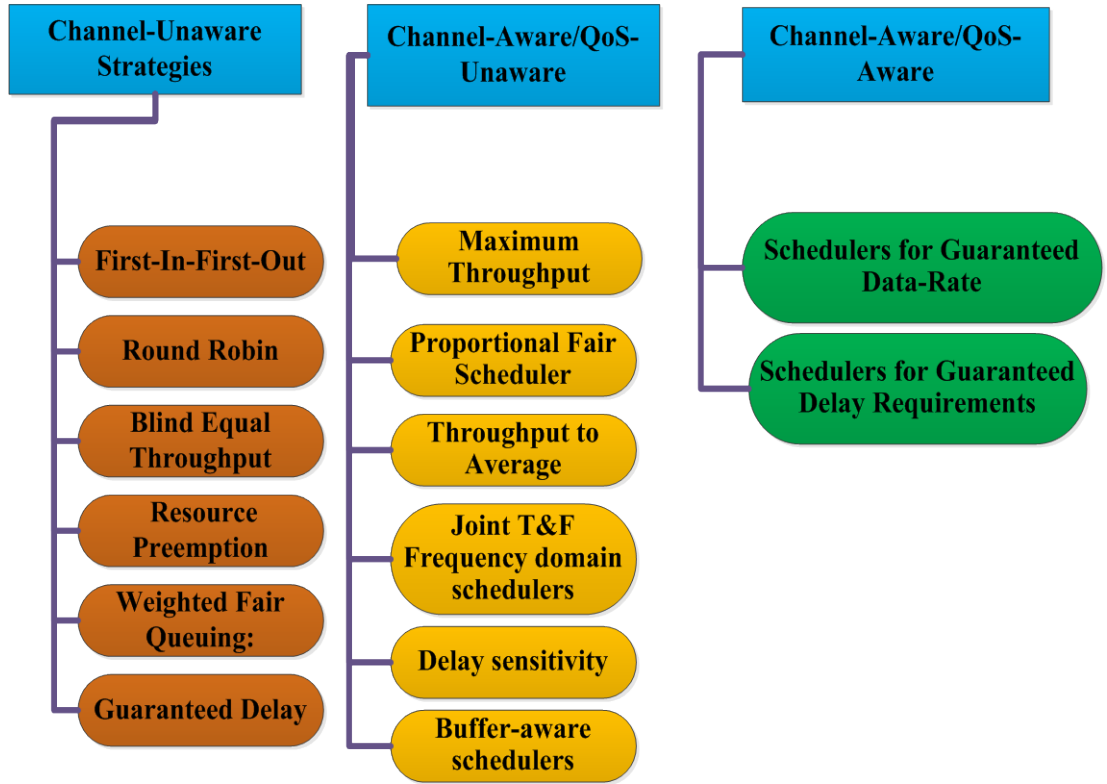 Channel-Unaware
Strategies
First-In-First-Out
Round Robin
Blind Equal
Throughput
Resource
Preemption
Weighted Fair
Queuing:
Guaranteed Delay
Channel-Aware/QoS-
Unaware
Maximum
Throughput
Proportional Fair
Scheduler
Throughput to
Average
Joint T&F
Frequency domain
schedulers
Delay sensitivity
Buffer-aware
schedulers
Channel-Aware/QoS-
Aware
Schedulers for Guaranteed
Data-Rate
Schedulers for Guaranteed
Delay Requirements